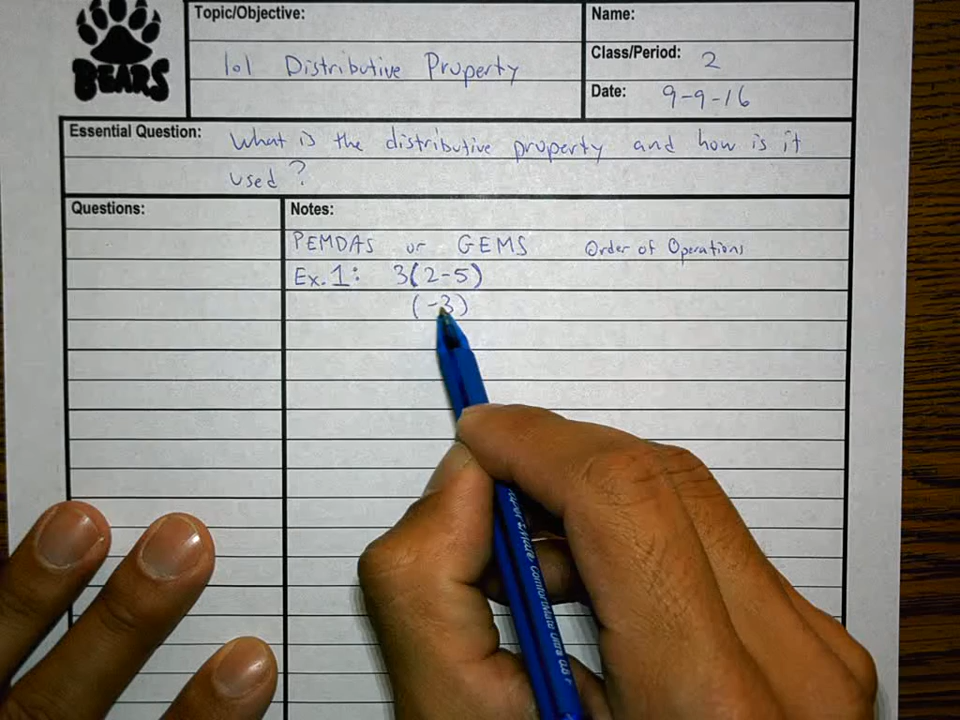 BEARS
Topic/Objective:
1.1 Distributive Property
Name:
Class/Period: 2
Date: 9-9-16
Essential Question: What is the distributive property and how is it
used?
Questions:
Notes:
PEMDAS or GEMS Order of Operations
Ex. 1: 3(2-5)
(-3)